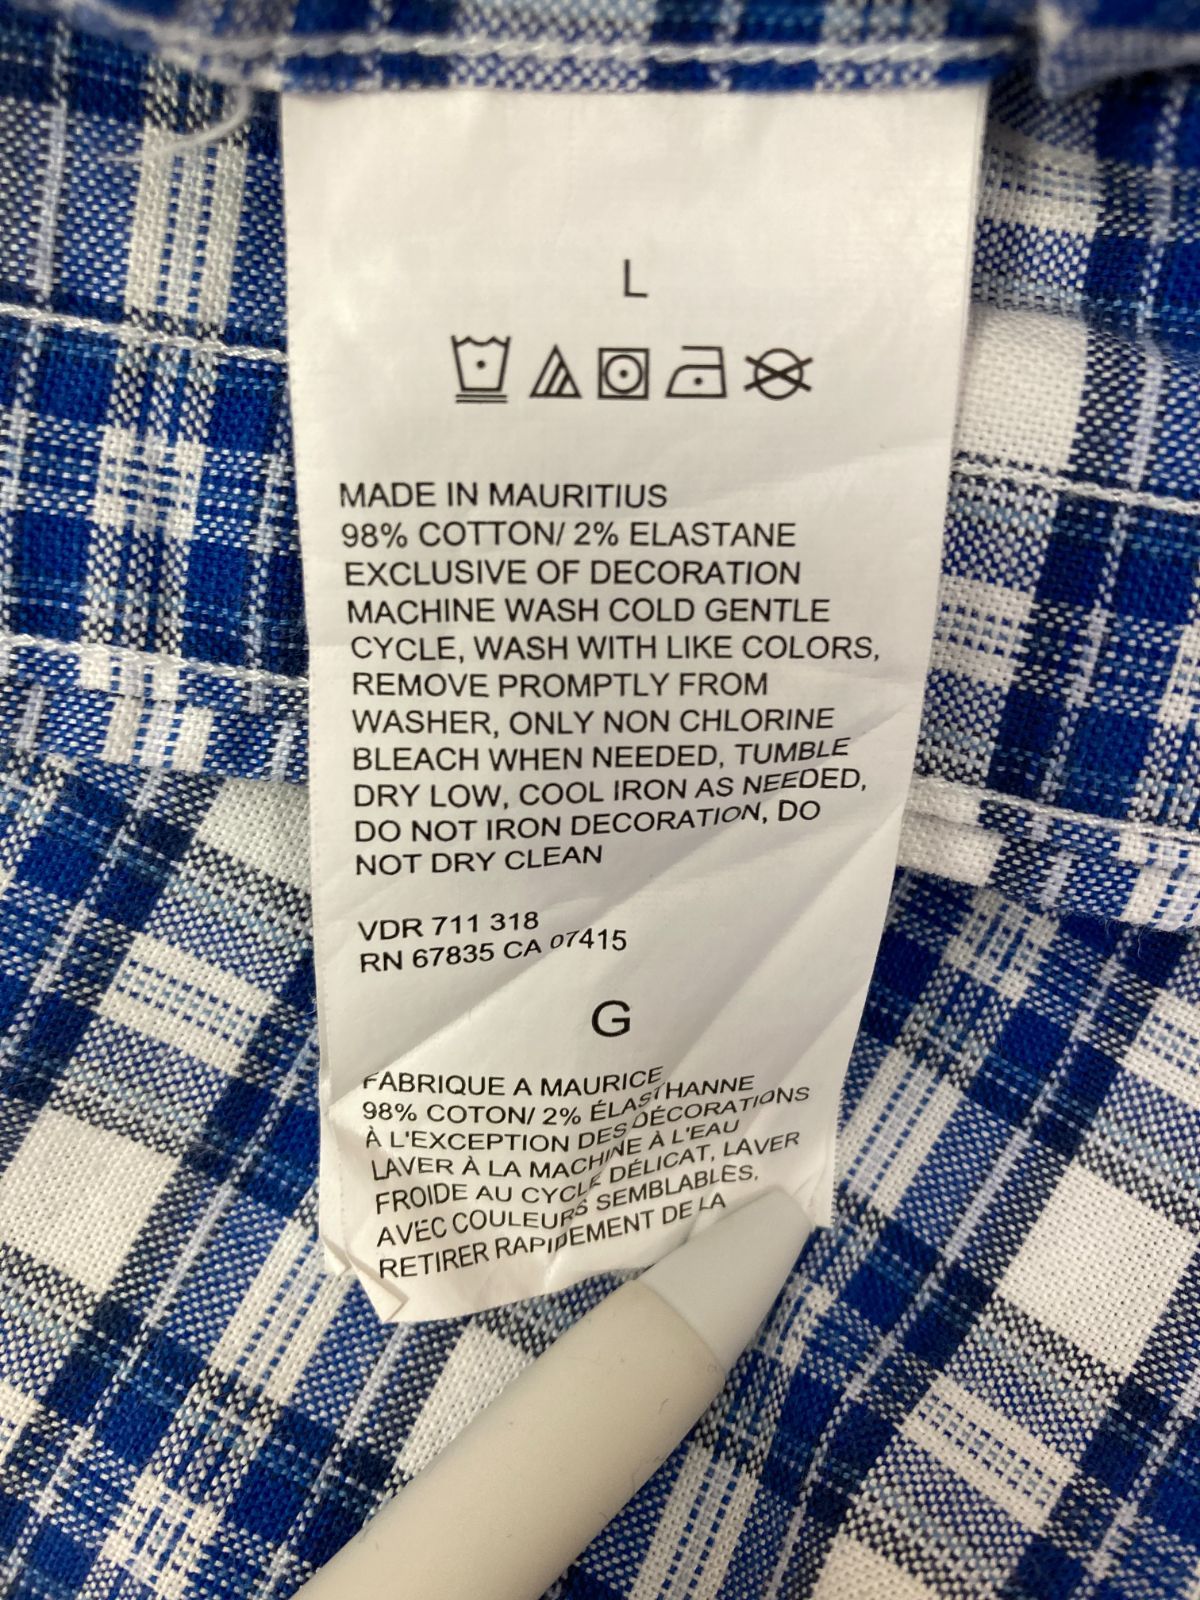 L
MADE IN MAURITIUS
98% COTTON/ 2% ELASTANE
EXCLUSIVE OF DECORATION
MACHINE WASH COLD GENTLE
CYCLE, WASH WITH LIKE COLORS,
REMOVE PROMPTLY FROM
WASHER, ONLY NON CHLORINE
BLEACH WHEN NEEDED, TUMBLE
DRY LOW, COOL IRON AS NEEDED,
DO NOT IRON DECORATION, DO
NOT DRY CLEAN
VDR 711 318
RN 67835 CA 07415
G
FABRIQUE A MAURICE
98% COTON/ 2% ÉLASTHANNE
À L'EXCEPTION DES DÉCORATIONS
LAVER À LA MACHINE À L'EAU
FROIDE AU CYCLE DÉLICAT, LAVER
AVEC COULEURS SEMBLABLES,
RETIRER RAPIDEMENT DE LA